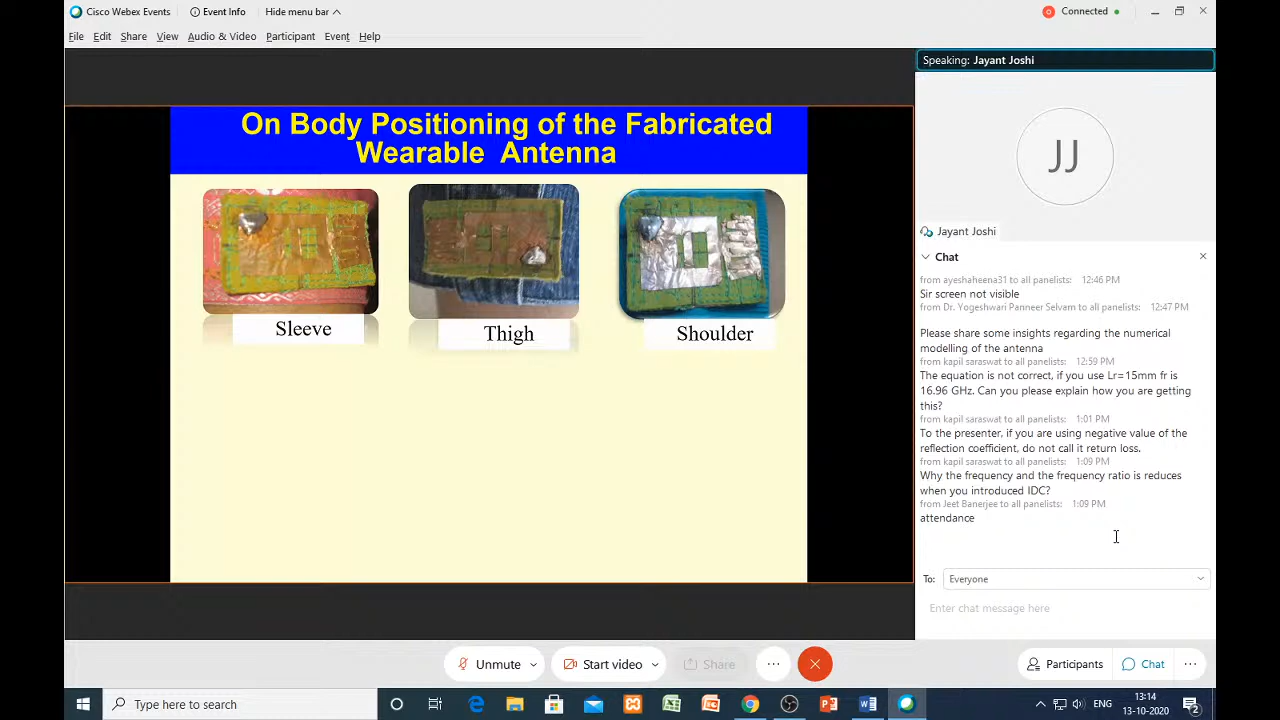 Cisco Webex Events
Event Info
Hide menu bar
Connected
File Edit Share View Audio & Video Participant Event Help
On Body Positioning of the Fabricated
Wearable Antenna
Sleeve
Thigh
Shoulder
Speaking: Jayant Joshi
JJ
Jayant Joshi
Chat
from ayeshaheena31 to all panelists: 12:46 PM
Sir screen not visible
from Dr. Yogeshwari Panneer Selvam to all panelists: 12:47 PM
Please share some insights regarding the numerical
modelling of the antenna
from kapil saraswat to all panelists: 12:59 PM
The equation is not correct, if you use Lr=15mm fr is
16.96 GHz. Can you please explain how you are getting
this?
from kapil saraswat to all panelists: 1:01 PM
To the presenter, if you are using negative value of the
reflection coefficient, do not call it return loss.
from kapil saraswat to all panelists: 1:09 PM
Why the frequency and the frequency ratio is reduces
when you introduced IDC?
from Jeet Banerjee to all panelists: 1:09 PM
attendance
To: Everyone
Enter chat message here
Unmute
Start video
Share
Participants
Chat
Type here to search
ENG
13:14
13-10-2020
2